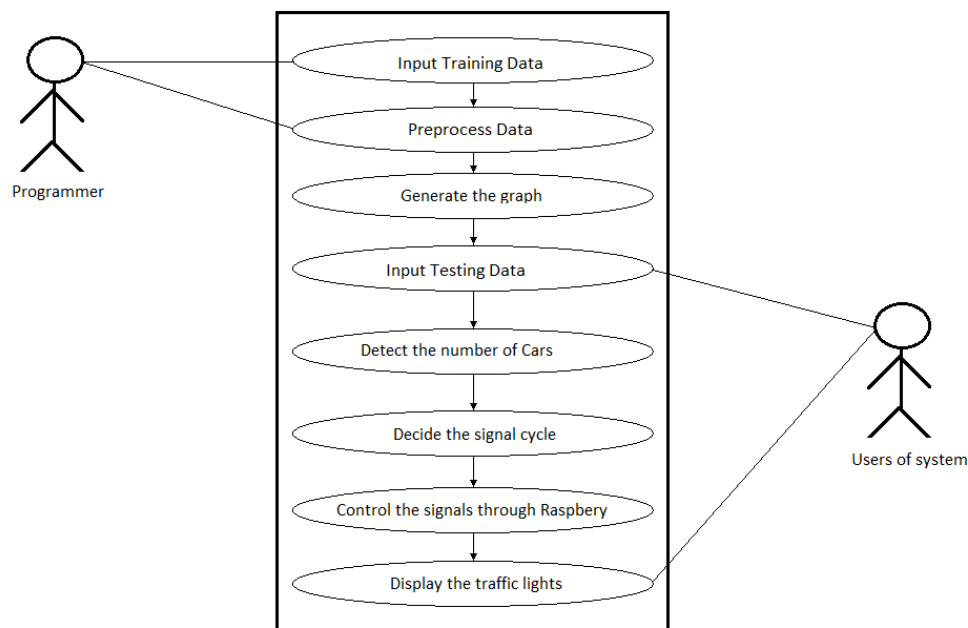 Input Training Data
Preprocess Data
Programmer
Generate the graph
Input Testing Data
Detect the number of Cars
Decide the signal cycle
Users of system
Control the signals through Raspbery
Display the traffic lights